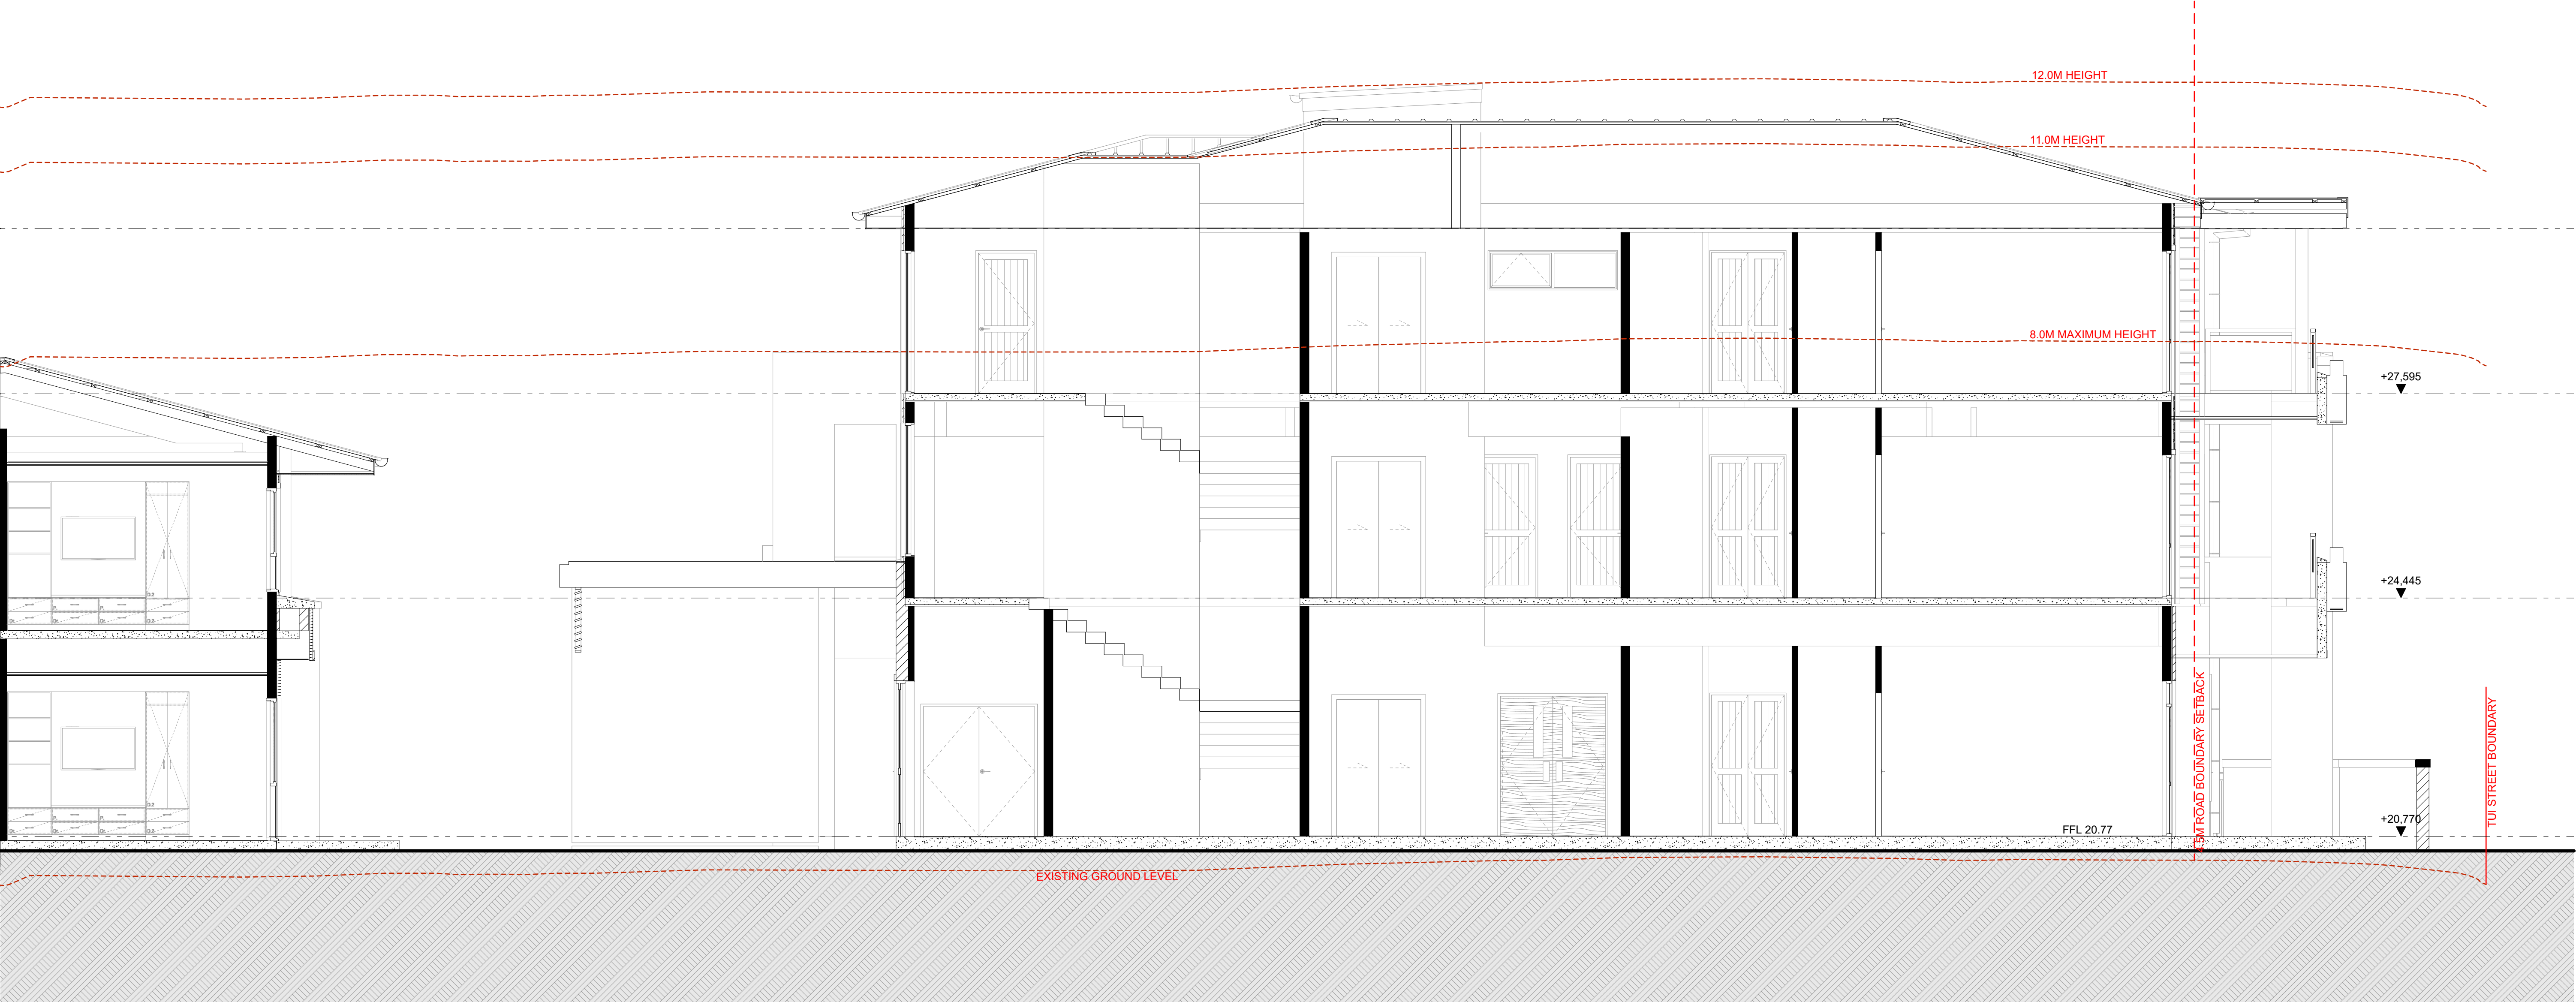 12.0M HEIGHT
11.0M HEIGHT
8.0M MAXIMUM HEIGHT
+27,595
+24,445
+20,770
FFL 20.77
ROAD BOUNDARY SETBACK
TUI STREET BOUNDARY
EXISTING GROUND LEVEL